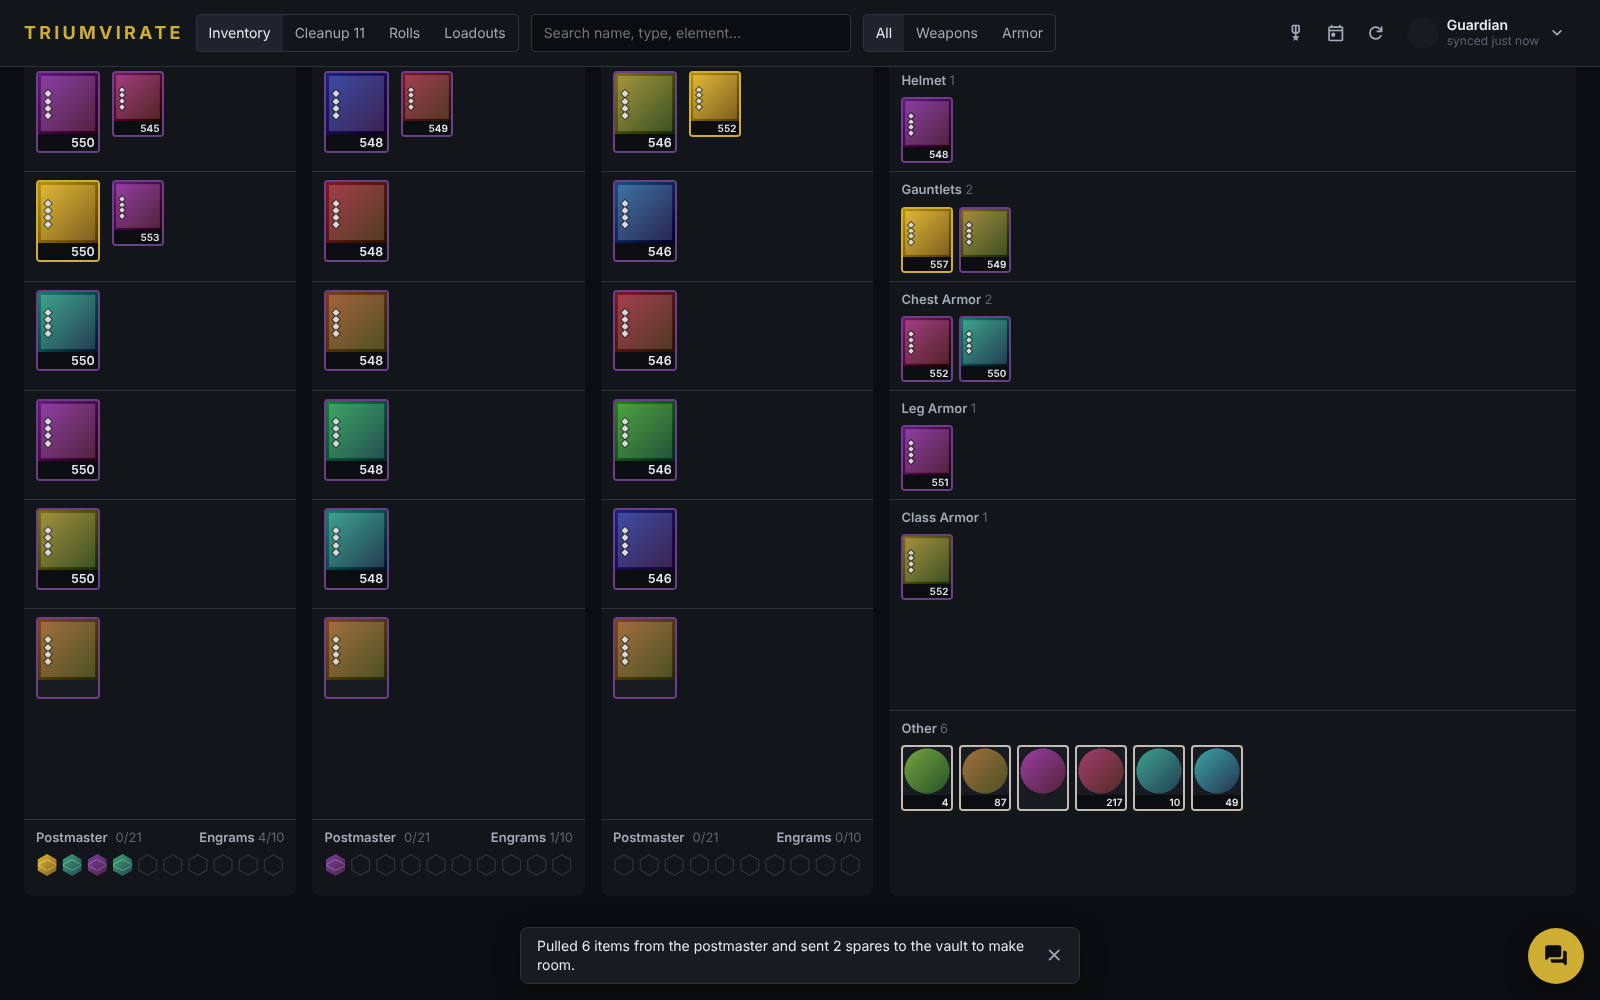 TRIUMVIRATE
Inventory
Cleanup 11
Rolls
Loadouts
Search name, type, element...
All
Weapons
Armor
Guardian
synced just now
550
545
548
549
546
552
Helmet 1
548
550
553
548
546
Gauntlets 2
557
549
550
548
546
Chest Armor 2
552
550
550
548
546
Leg Armor 1
551
550
548
546
Class Armor 1
552
Other 6
4
87
217
10
49
Postmaster 0/21
Engrams 4/10
Postmaster 0/21
Engrams 1/10
Postmaster 0/21
Engrams 0/10
Pulled 6 items from the postmaster and sent 2 spares to the vault to make
room.